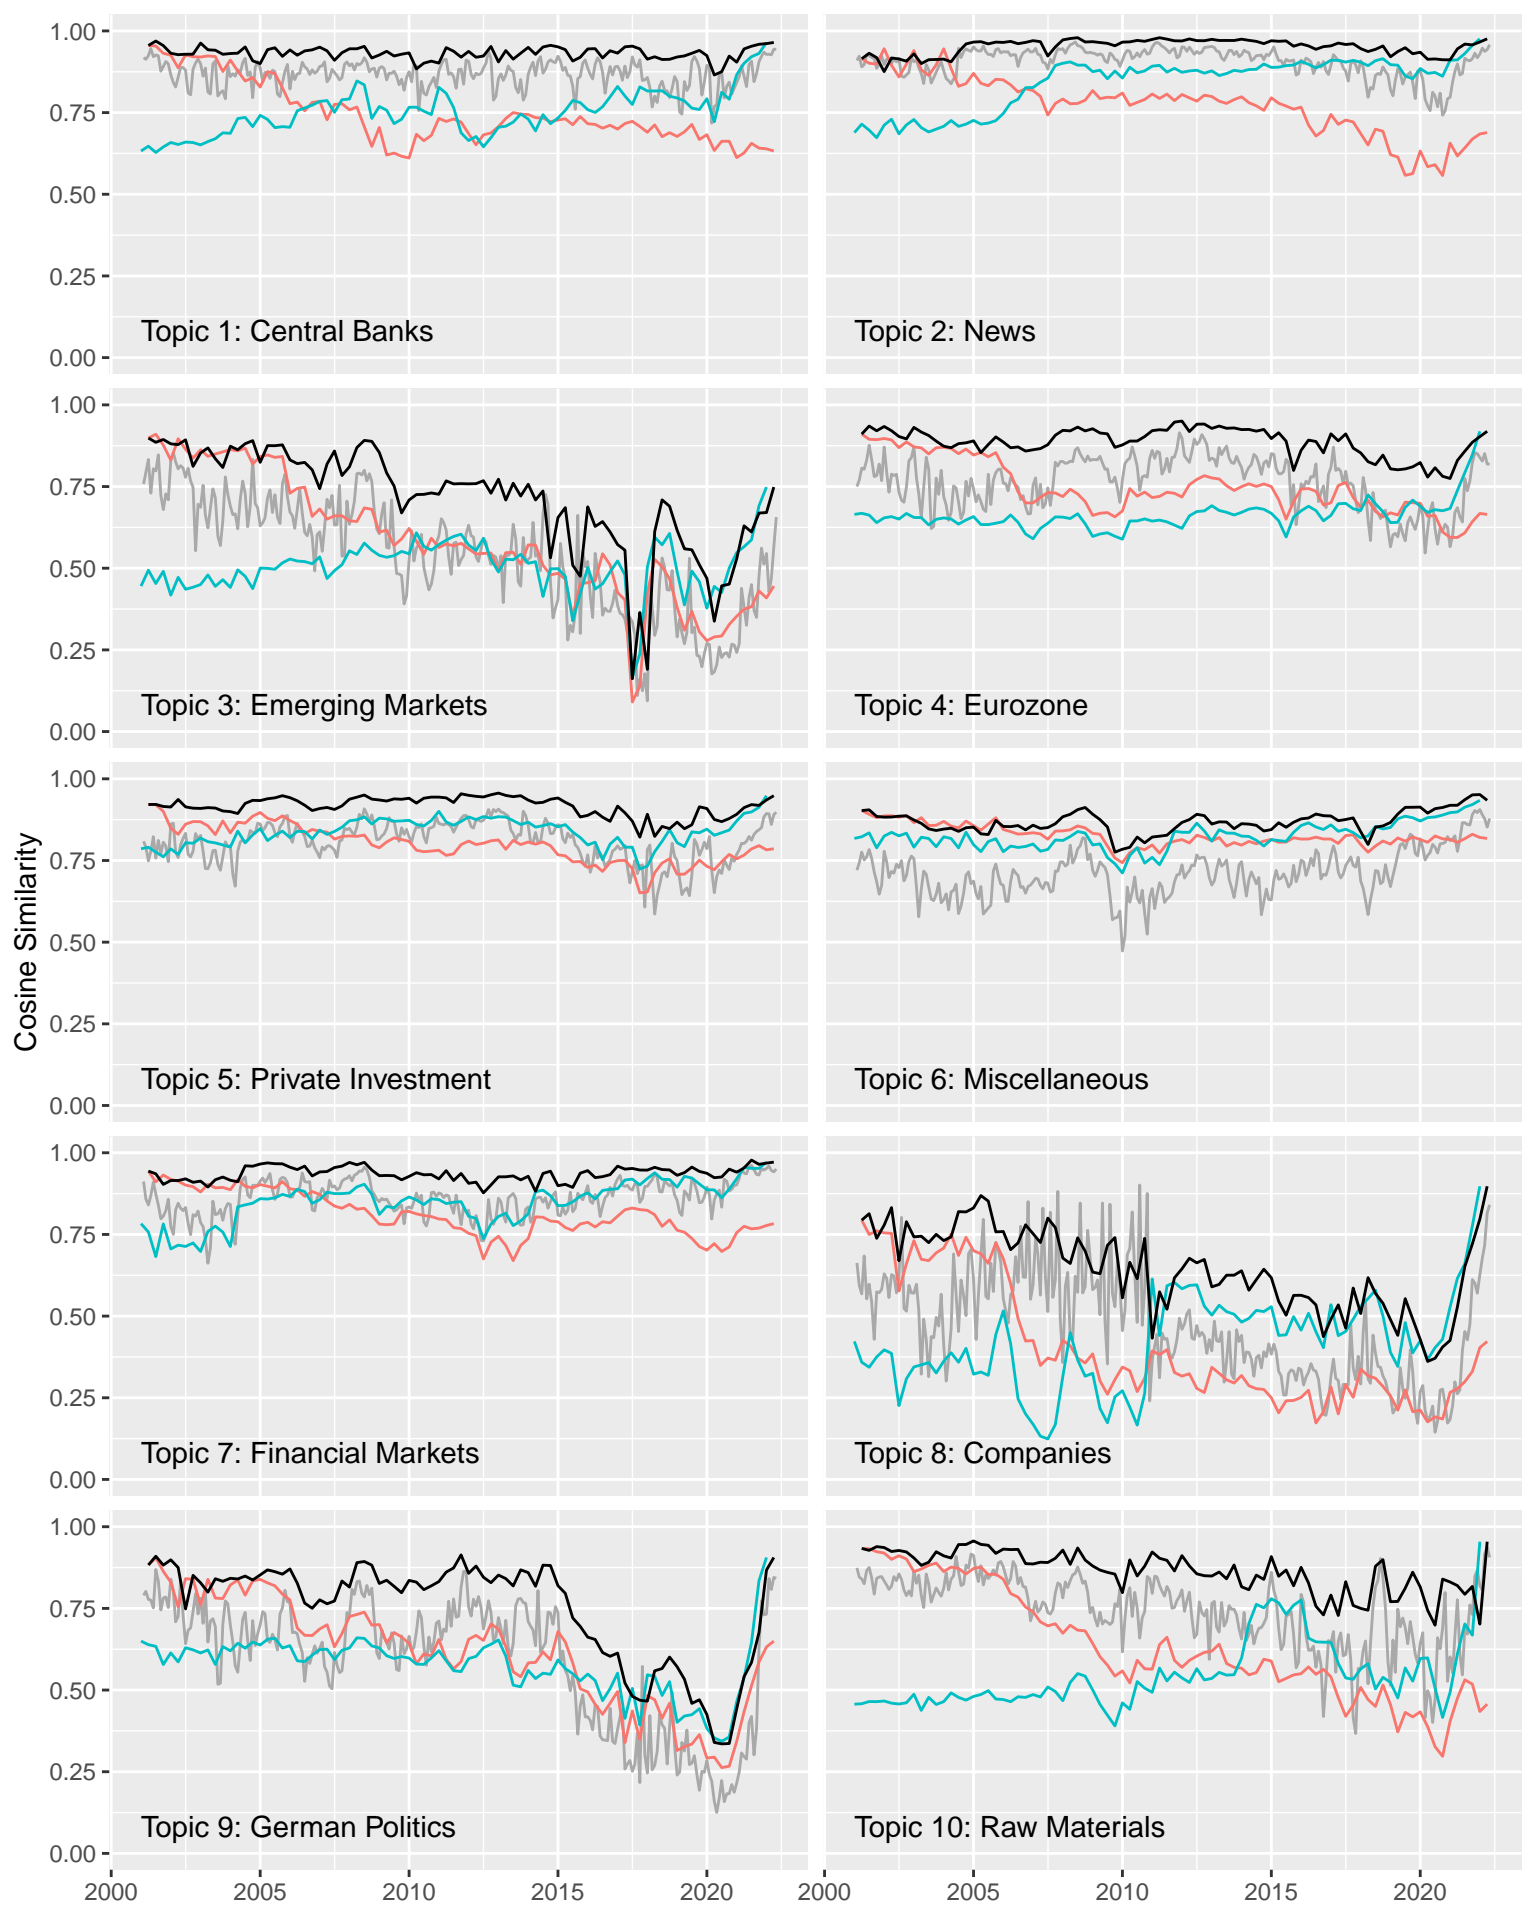 1.00
0.75
0.50
0.25
0.00
Topic 1: Central Banks
Topic 2: News
1.00
0.75
0.50
0.25
0.00
Topic 3: Emerging Markets
Topic 4: Eurozone
1.00
0.75
0.50
0.25
0.00
Topic 5: Private Investment
Topic 6: Miscellaneous
Cosine Similarity
1.00
0.75
0.50
0.25
0.00
Topic 7: Financial Markets
Topic 8: Companies
1.00
0.75
0.50
0.25
0.00
Topic 9: German Politics
Topic 10: Raw Materials
2000 2005 2010 2015 2020 2000 2005 2010 2015 2020